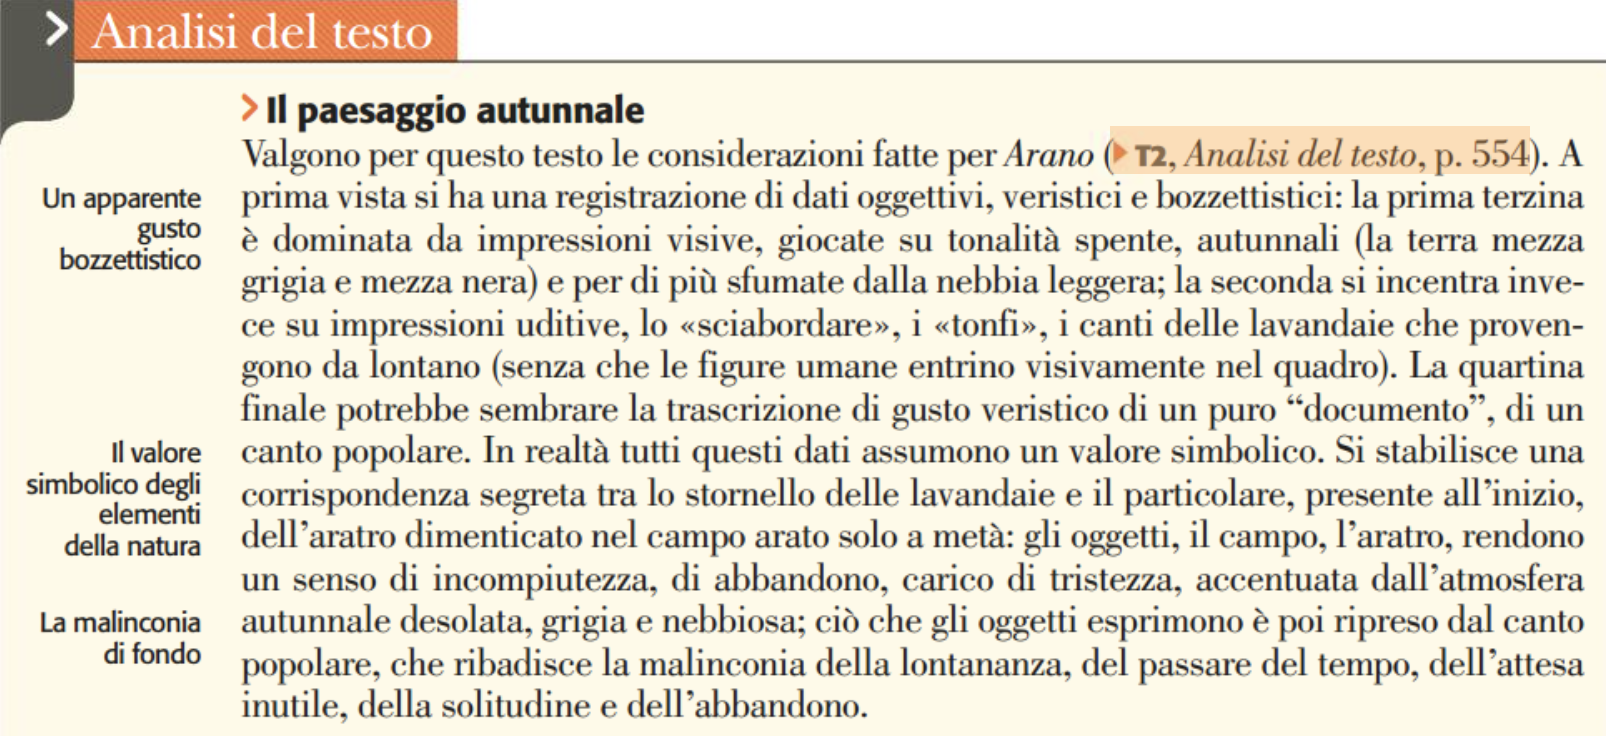 Analisi del testo
Il paesaggio autunnale
Valgono per questo testo le considerazioni fatte per Arano (▶ T2, Analisi del testo, p. 554). A
prima vista si ha una registrazione di dati oggettivi, veristici e bozzettistici: la prima terzina
è dominata da impressioni visive, giocate su tonalità spente, autunnali (la terra mezza
grigia e mezza nera) e per di più sfumate dalla nebbia leggera; la seconda si incentra inve-
ce su impressioni uditive, lo «sciabordare», i «tonfi», i canti delle lavandaie che proven-
gono da lontano (senza che le figure umane entrino visivamente nel quadro). La quartina
finale potrebbe sembrare la trascrizione di gusto veristico di un puro “documento”, di un
canto popolare. In realtà tutti questi dati assumono un valore simbolico. Si stabilisce una
corrispondenza segreta tra lo stornello delle lavandaie e il particolare, presente all’inizio,
dell’aratro dimenticato nel campo arato solo a metà: gli oggetti, il campo, l’aratro, rendono
un senso di incompiutezza, di abbandono, carico di tristezza, accentuata dall’atmosfera
autunnale desolata, grigia e nebbiosa; ciò che gli oggetti esprimono è poi ripreso dal canto
popolare, che ribadisce la malinconia della lontananza, del passare del tempo, dell’attesa
inutile, della solitudine e dell’abbandono.
Un apparente
gusto
bozzettistico
Il valore
simbolico degli
elementi
della natura
La malinconia
di fondo